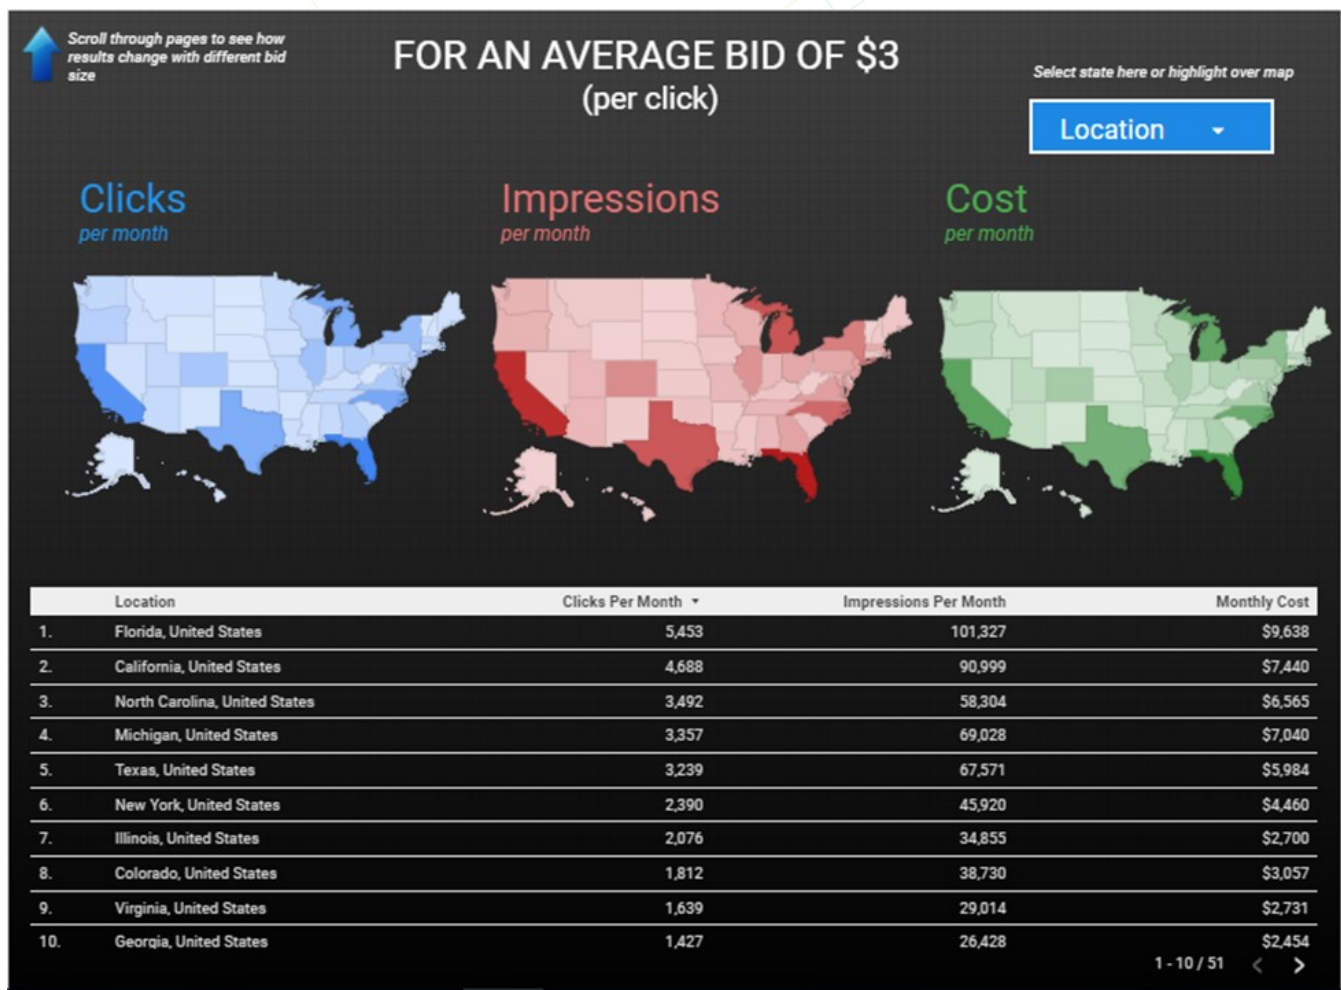 Scroll through pages to see how
results change with different bid
size
FOR AN AVERAGE BID OF $3
(per click)
Select state here or highlight over map
Location
Clicks
per month
Impressions
per month
Cost
per month
Location Clicks Per Month Impressions Per Month Monthly Cost
1. Florida, United States 5,453 101,327 $9,638
2. California, United States 4,688 90,999 $7,440
3. North Carolina, United States 3,492 58,304 $6,565
4. Michigan, United States 3,357 69,028 $7,040
5. Texas, United States 3,239 67,571 $5,984
6. New York, United States 2,390 45,920 $4,460
7. Illinois, United States 2,076 34,855 $2,700
8. Colorado, United States 1,812 38,730 $3,057
9. Virginia, United States 1,639 29,014 $2,731
10. Georgia, United States 1,427 26,428 $2,454
1 - 10 / 51